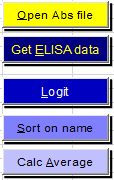 Open Abs file
Get ELISA data
Logit
Sort on name
Calc Average